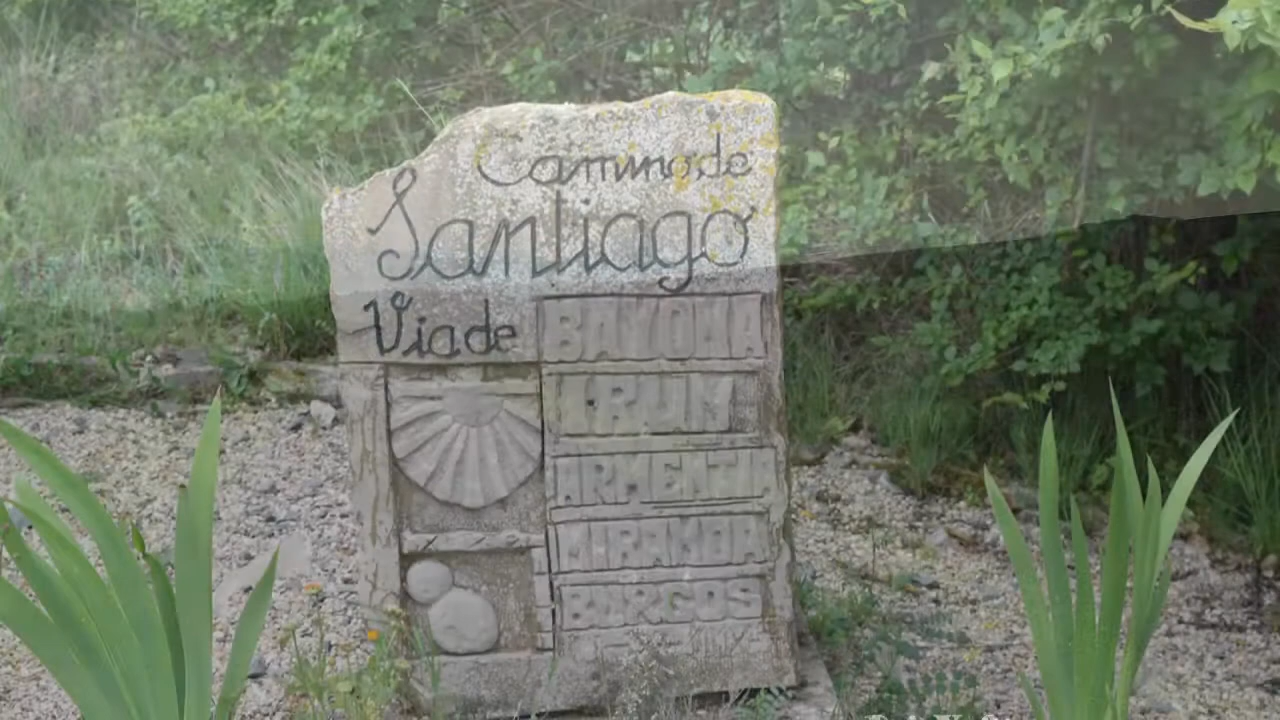 Camino de
Santiago
Via de
BAYONA
IRUN
ARMENTIA
MIRANDA
BURGOS